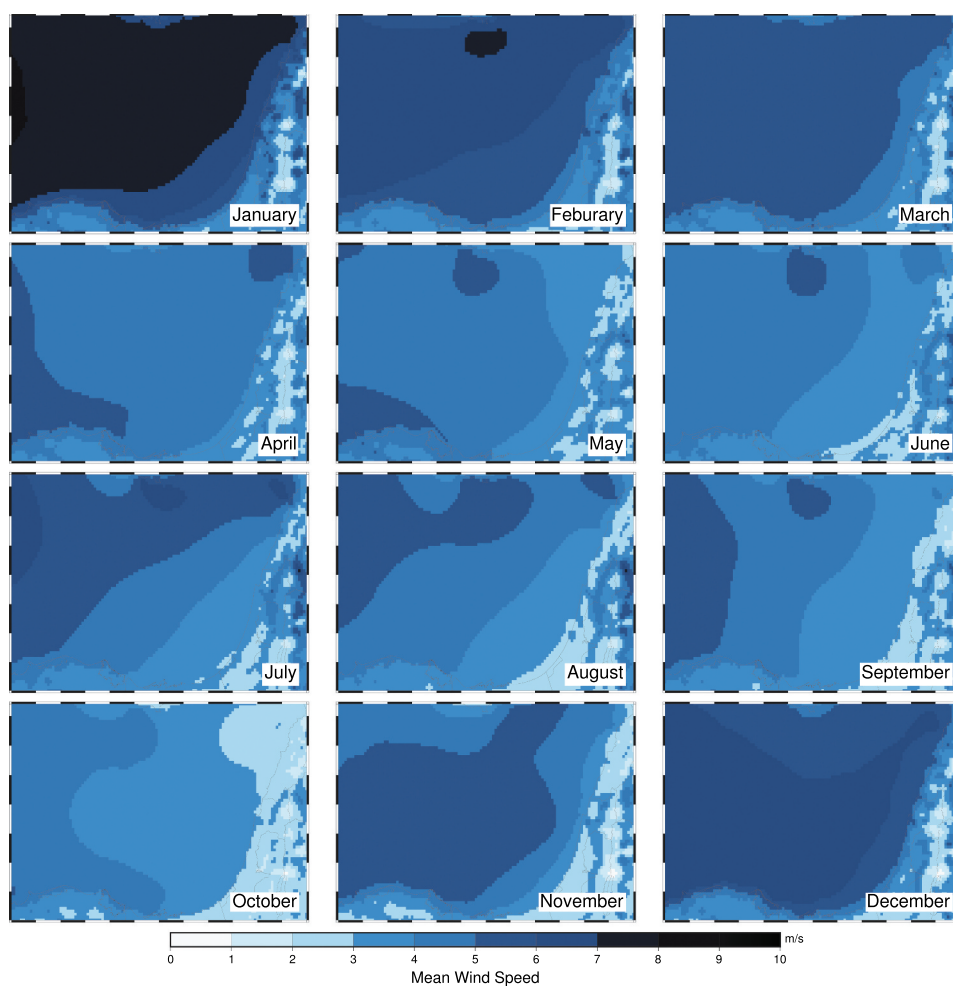 January
Feburary
March
April
May
June
July
August
September
October
November
December
m/s
0 1 2 3 4 5 6 7 8 9 10
Mean Wind Speed